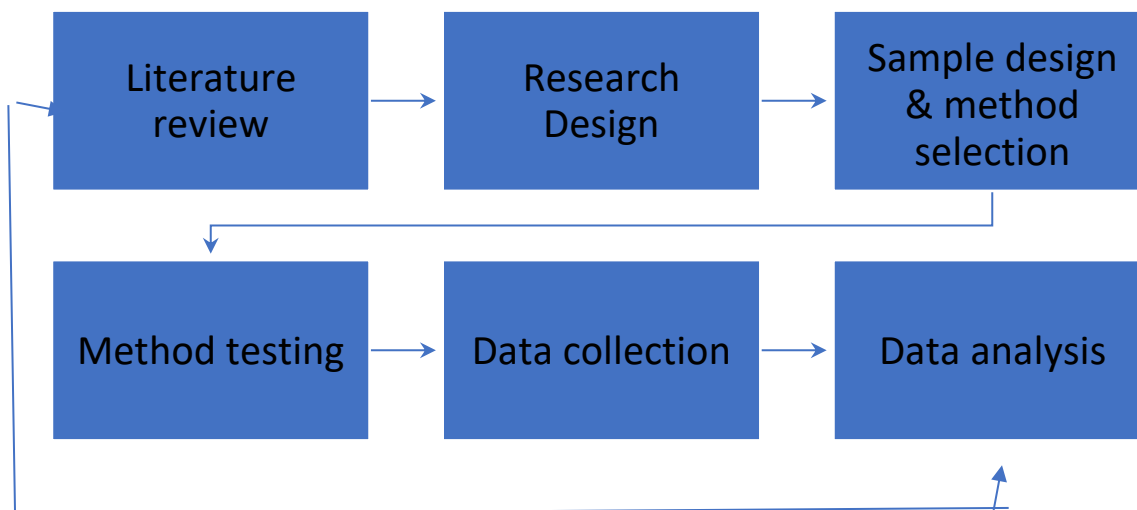 Literature
review
Research
Design
Sample design
& method
selection
Method testing
Data collection
Data analysis